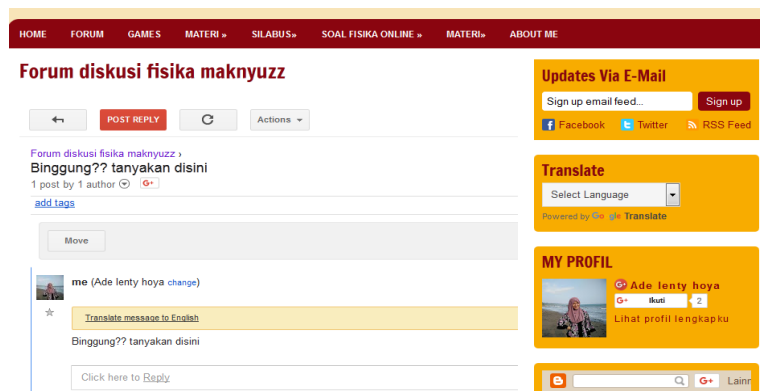 HOME FORUM GAMES MATERI » SILABUS» SOAL FISIKA ONLINE » MATERI» ABOUT ME
Forum diskusi fisika maknyuzz
POST REPLY
Actions
Forum diskusi fisika maknyuzz ›
Binggung?? tanyakan disini
1 post by 1 author
G+
add tags
Move
me (Ade lenty hoya change)
Translate message to English
Binggung?? tanyakan disini
Click here to Reply
Updates Via E-Mail
Sign up email feed... Sign up
Facebook Twitter RSS Feed
Translate
Select Language
Powered by Google Translate
MY PROFIL
G+ Ade lenty hoya
G+ Ikuti 2
Lihat profil lengkapku
G+ Lainr